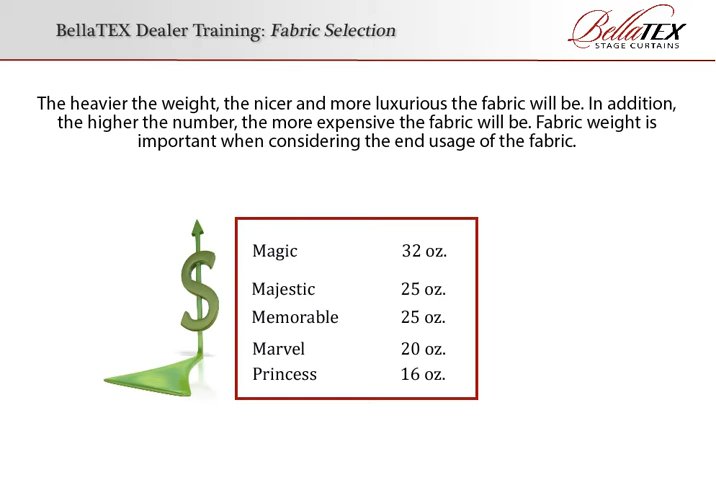 BellaTEX Dealer Training: Fabric Selection
BellaTEX
STAGE CURTAINS
The heavier the weight, the nicer and more luxurious the fabric will be. In addition,
the higher the number, the more expensive the fabric will be. Fabric weight is
important when considering the end usage of the fabric.
$
Magic 32 oz.
Majestic 25 oz.
Memorable 25 oz.
Marvel 20 oz.
Princess 16 oz.